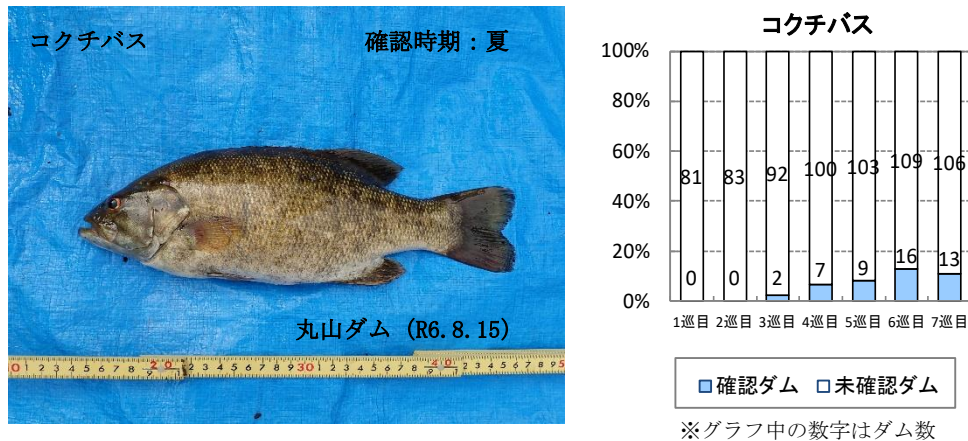 コクチバス
確認時期：夏
丸山ダム (R6.8.15)
20
30
40
コクチバス
100%
80%
60%
40%
20%
0%
81 83 92 100 103 109 106
0 0 2 7 9 16 13
1巡目 2巡目 3巡目 4巡目 5巡目 6巡目 7巡目
確認ダム 未確認ダム
※グラフ中の数字はダム数